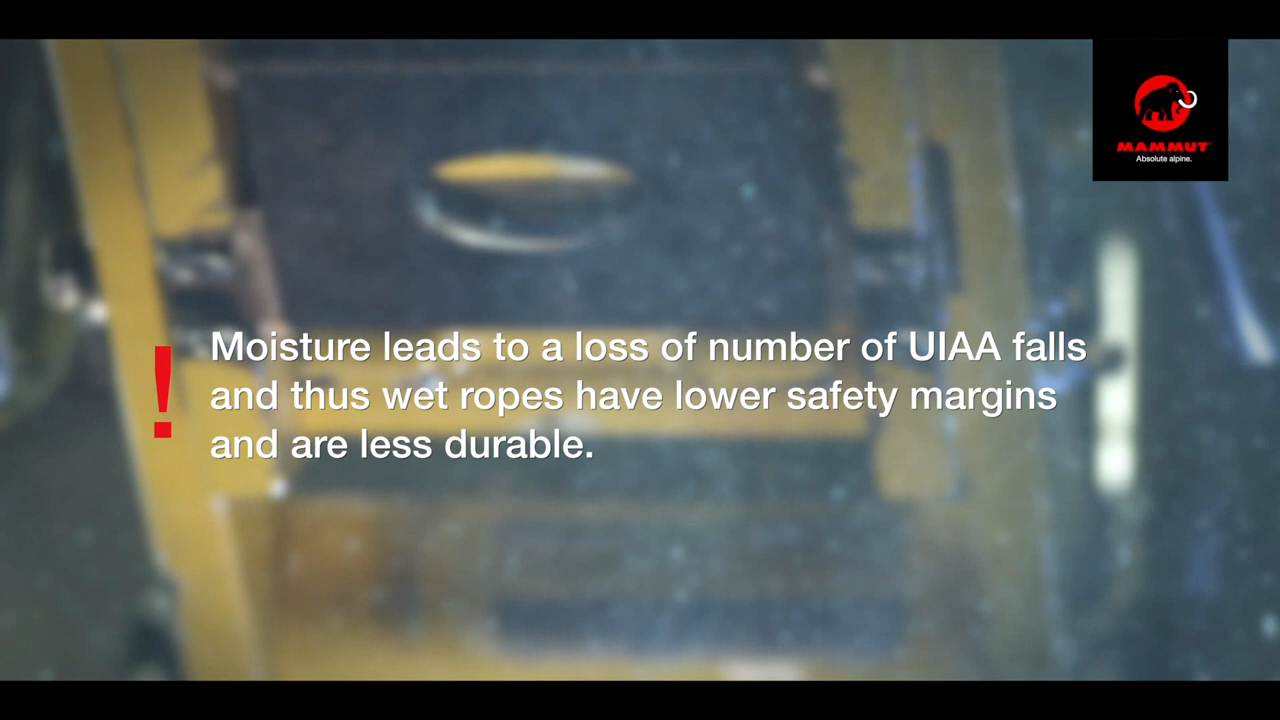 MAMMUT
Absolute alpine.
! Moisture leads to a loss of number of UIAA falls
and thus wet ropes have lower safety margins
and are less durable.